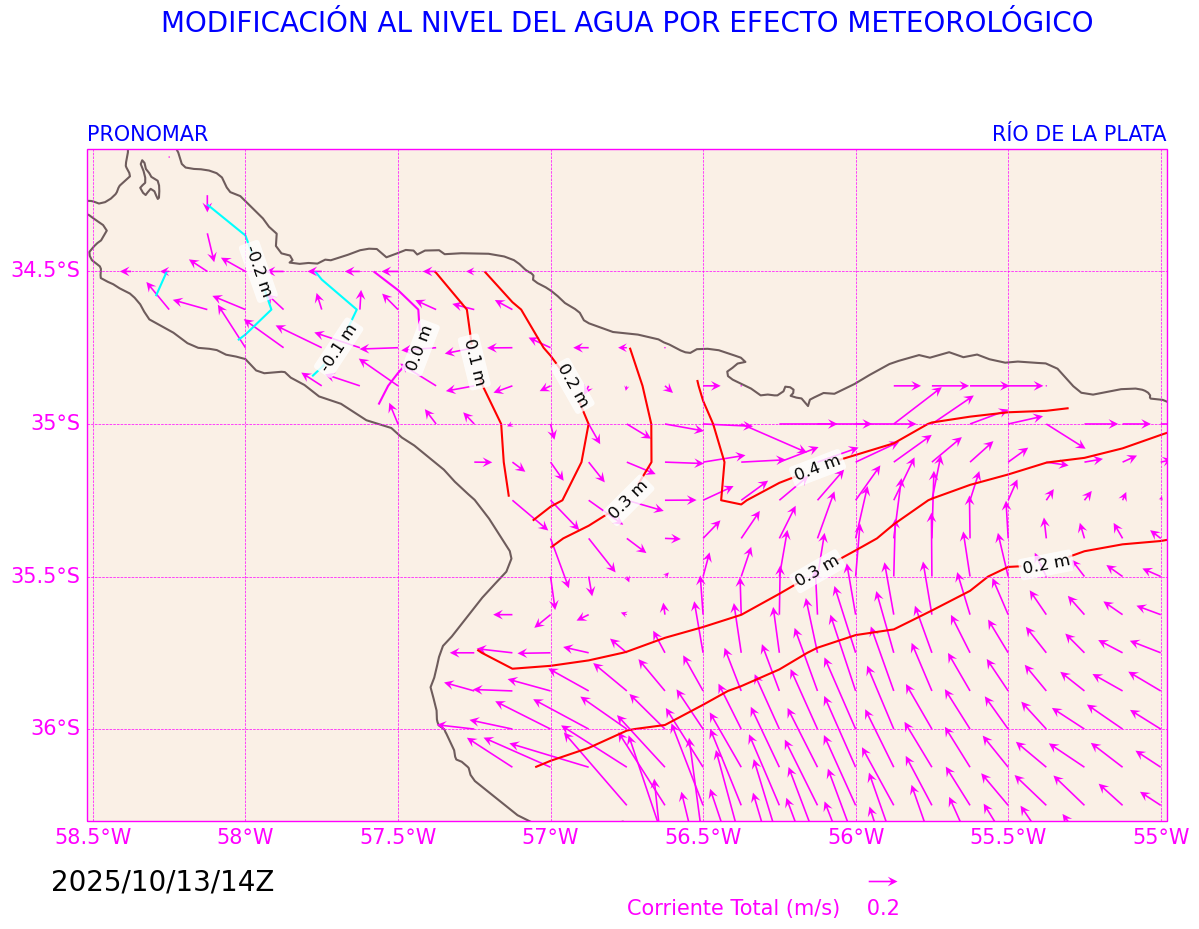 MODIFICACIÓN AL NIVEL DEL AGUA POR EFECTO METEOROLÓGICO
PRONOMAR
RÍO DE LA PLATA
-0.2 m
34.5°S
-0.1 m
0.0 m
0.1 m
0.2 m
35°S
0.4 m
0.3 m
0.3 m
0.2 m
35.5°S
36°S
58.5°W 58°W 57.5°W 57°W 56.5°W 56°W 55.5°W 55°W
2025/10/13/14Z
Corriente Total (m/s) 0.2